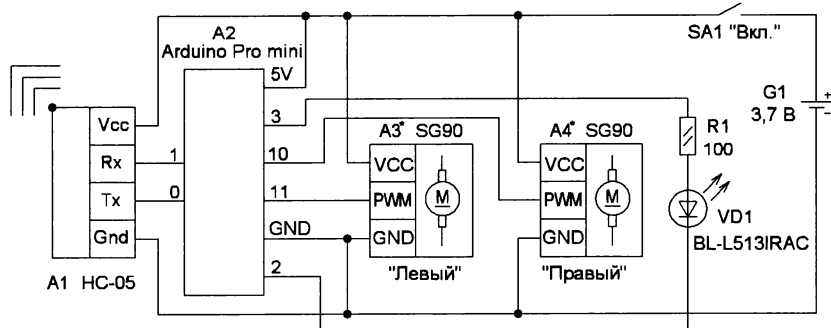 SA1 "Вкл."
A2
Arduino Pro mini
5V
G1
3,7 В
+
-
Vcc
3
A3* SG90
A4* SG90
R1
100
Rx
1
10
VCC
VCC
Tx
0
11
PWM
M
PWM
M
VD1
BL-L513IRAC
Gnd
GND
GND
GND
A1 HC-05
2
"Левый"
"Правый"